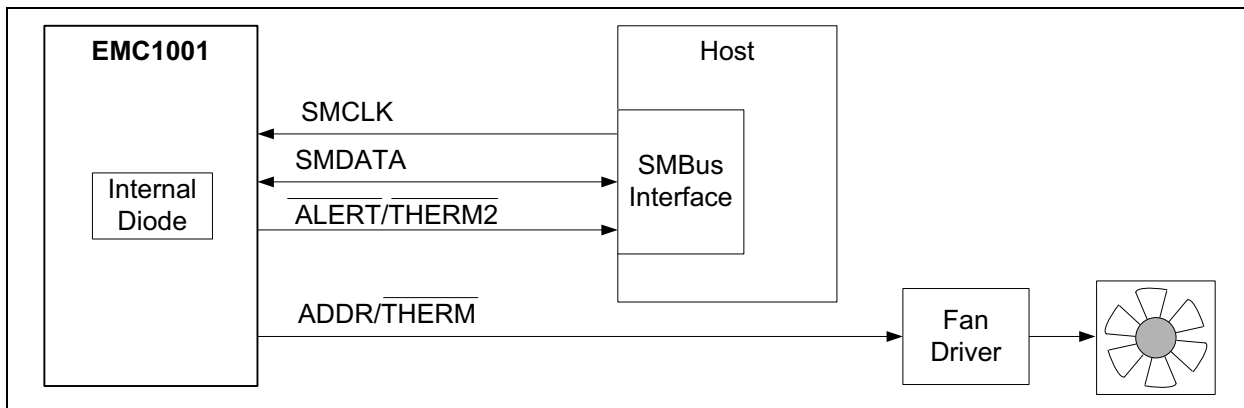 EMC1001
Host
SMCLK
SMDATA
SMBus
Interface
Internal
Diode
ALERT/THERM2
ADDR/THERM
Fan
Driver